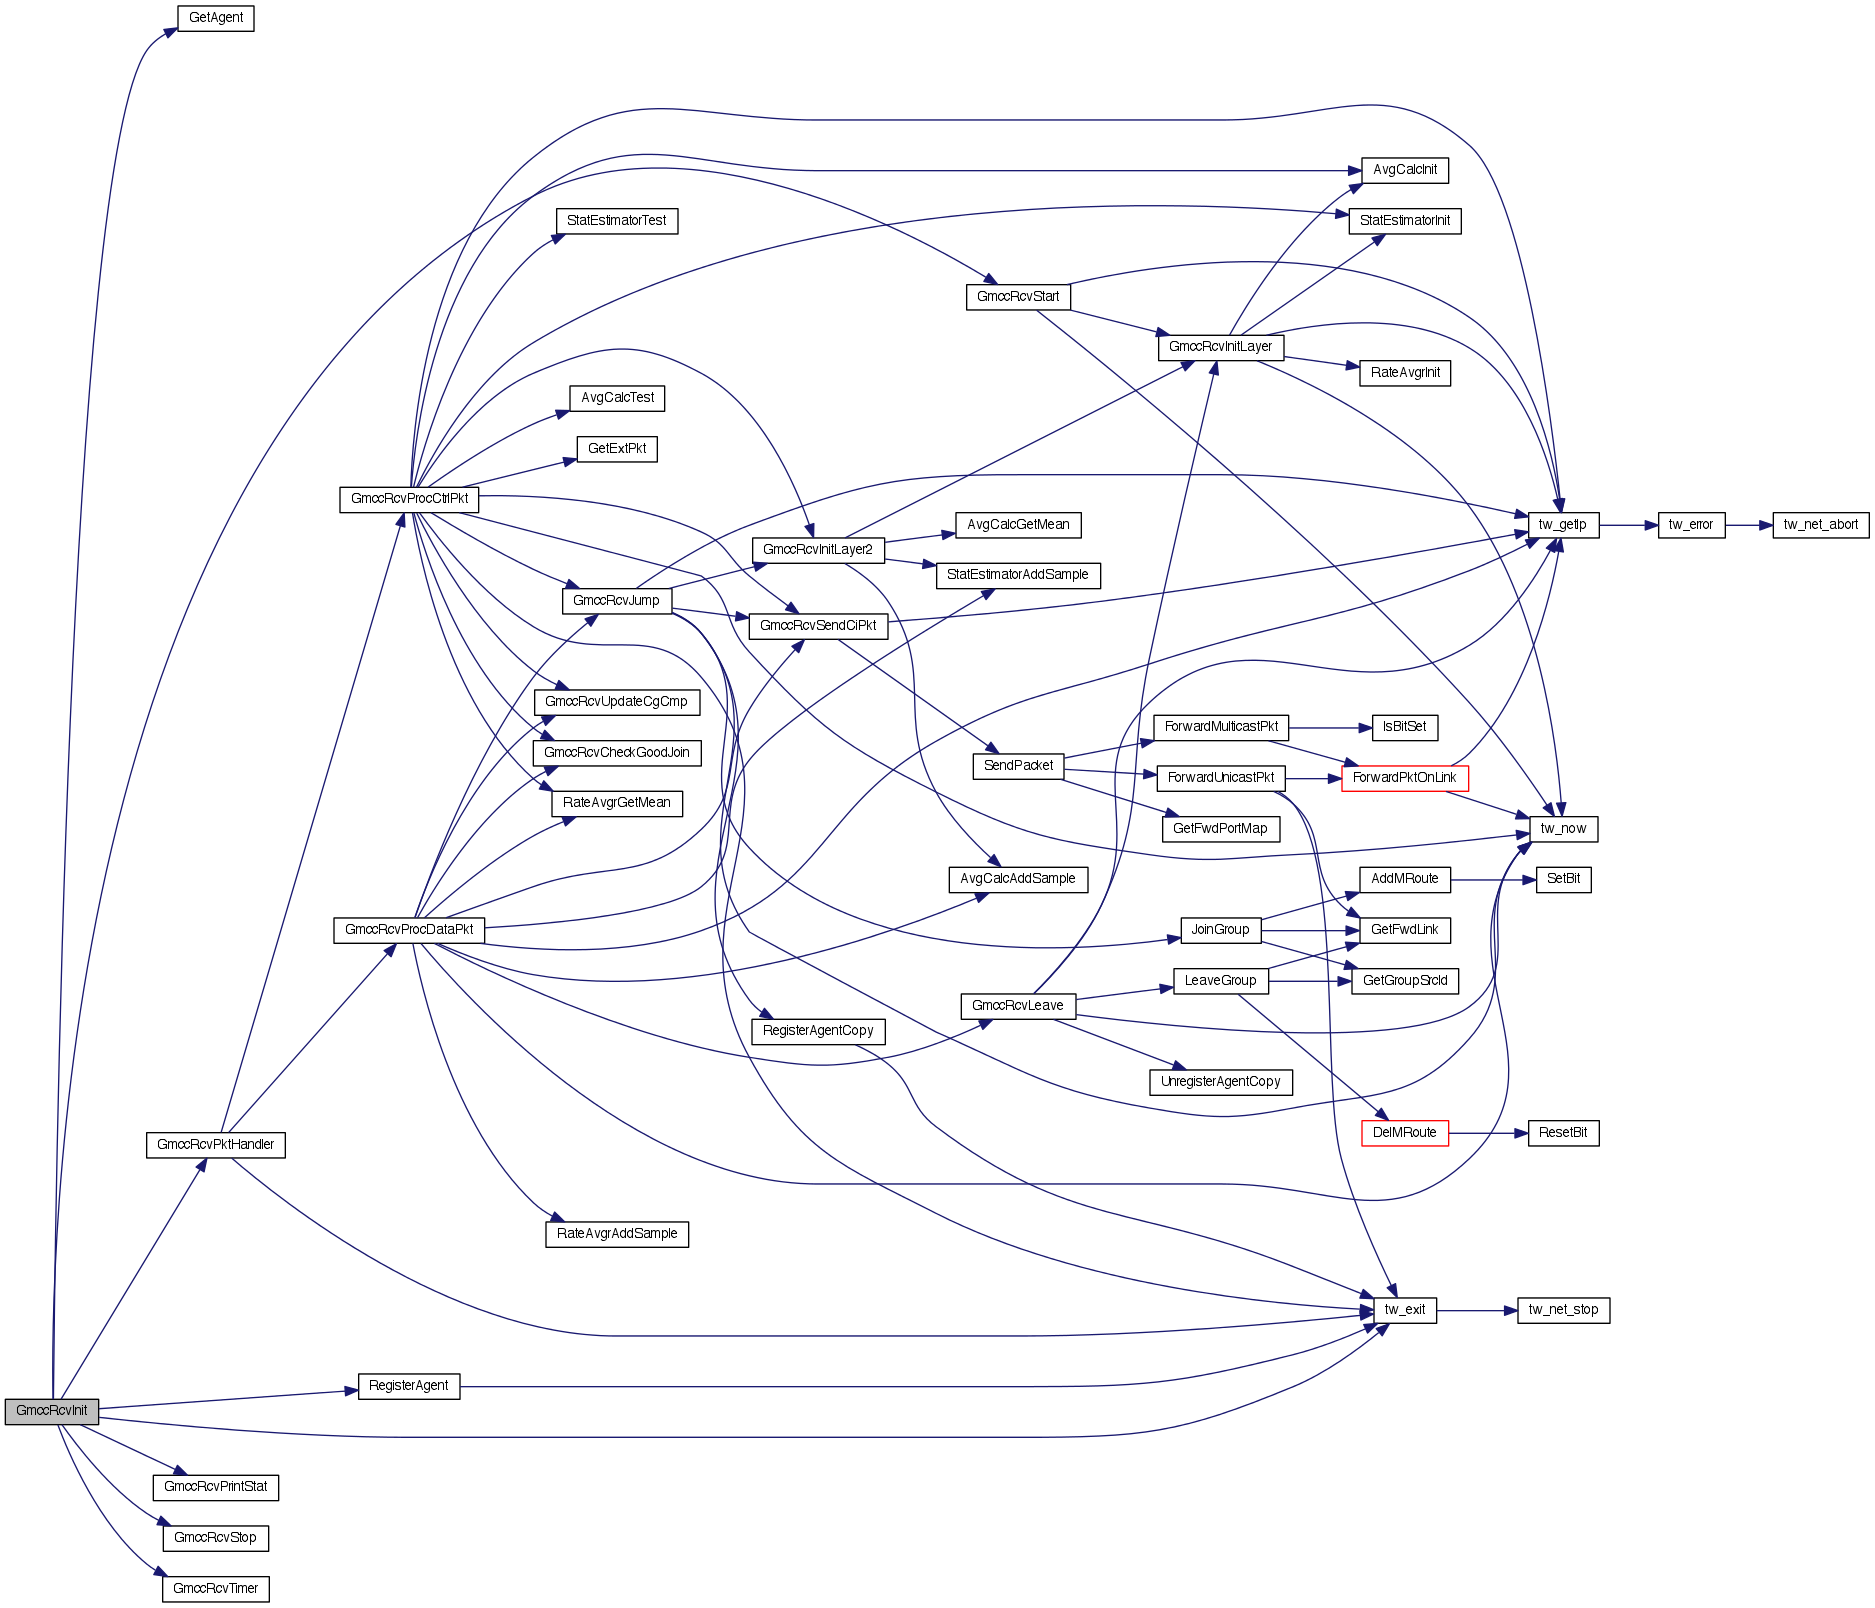 GetAgent
AvgCalcInit
StatEstimatorTest
StatEstimatorInit
GmccRcvStart
GmccRcvInitLayer
RateAvgrInit
AvgCalcTest
GetExtPkt
GmccRcvProcCtrlPkt
AvgCalcGetMean
tw_getlp
tw_error
tw_net_abort
GmccRcvInitLayer2
StatEstimatorAddSample
GmccRcvJump
GmccRcvSendCiPkt
GmccRcvUpdateCgCmp
ForwardMulticastPkt
IsBitSet
GmccRcvCheckGoodJoin
SendPacket
ForwardUnicastPkt
ForwardPktOnLink
RateAvgrGetMean
GetFwdPortMap
tw_now
AvgCalcAddSample
AddMRoute
SetBit
GmccRcvProcDataPkt
JoinGroup
GetFwdLink
LeaveGroup
GetGroupSrcId
GmccRcvLeave
RegisterAgentCopy
UnregisterAgentCopy
DelMRoute
ResetBit
GmccRcvPktHandler
RateAvgrAddSample
tw_exit
tw_net_stop
RegisterAgent
GmccRcvInit
GmccRcvPrintStat
GmccRcvStop
GmccRcvTimer